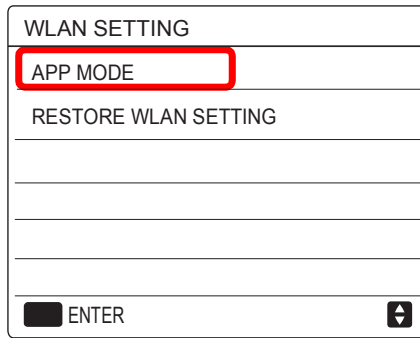 WLAN SETTING
APP MODE
RESTORE WLAN SETTING
ENTER